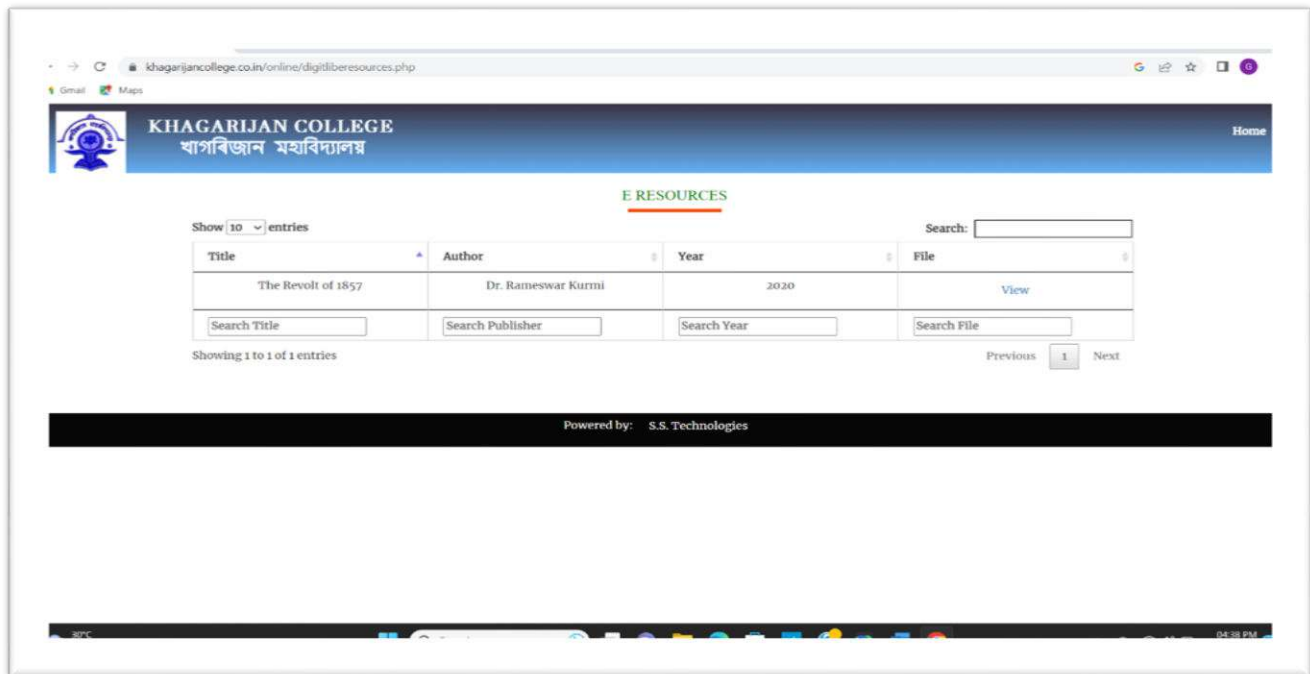 khagarijancollege.co.in/online/digitliberesources.php
Gmail Maps
KHAGARIJAN COLLEGE
খাগৰিজান মহাবিদ্যালয়
Home
E RESOURCES
Show 10 entries
Search:
Title Author Year File
The Revolt of 1857 Dr. Rameswar Kurmi 2020 View
Search Title Search Publisher Search Year Search File
Showing 1 to 1 of 1 entries
Previous 1 Next
Powered by: S.S. Technologies
30°C
04:38 PM